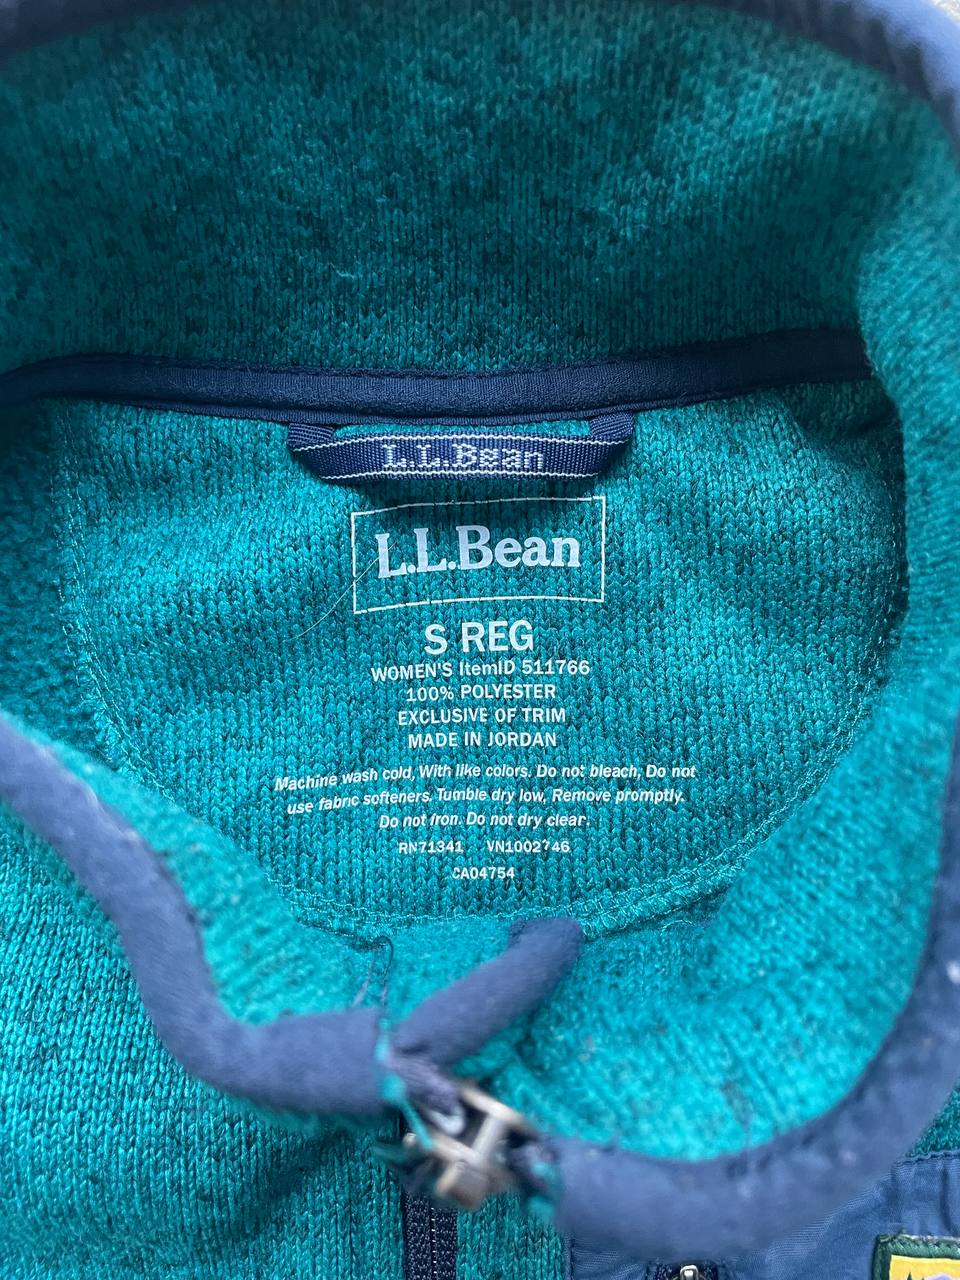 L.L.Bean
L.L.Bean
S REG
WOMEN'S ItemID 511766
100% POLYESTER
EXCLUSIVE OF TRIM
MADE IN JORDAN
Machine wash cold, With like colors. Do not bleach, Do not
use fabric softeners. Tumble dry low, Remove promptly.
Do not iron. Do not dry clean.
RN71341 VN1002746
CA04754